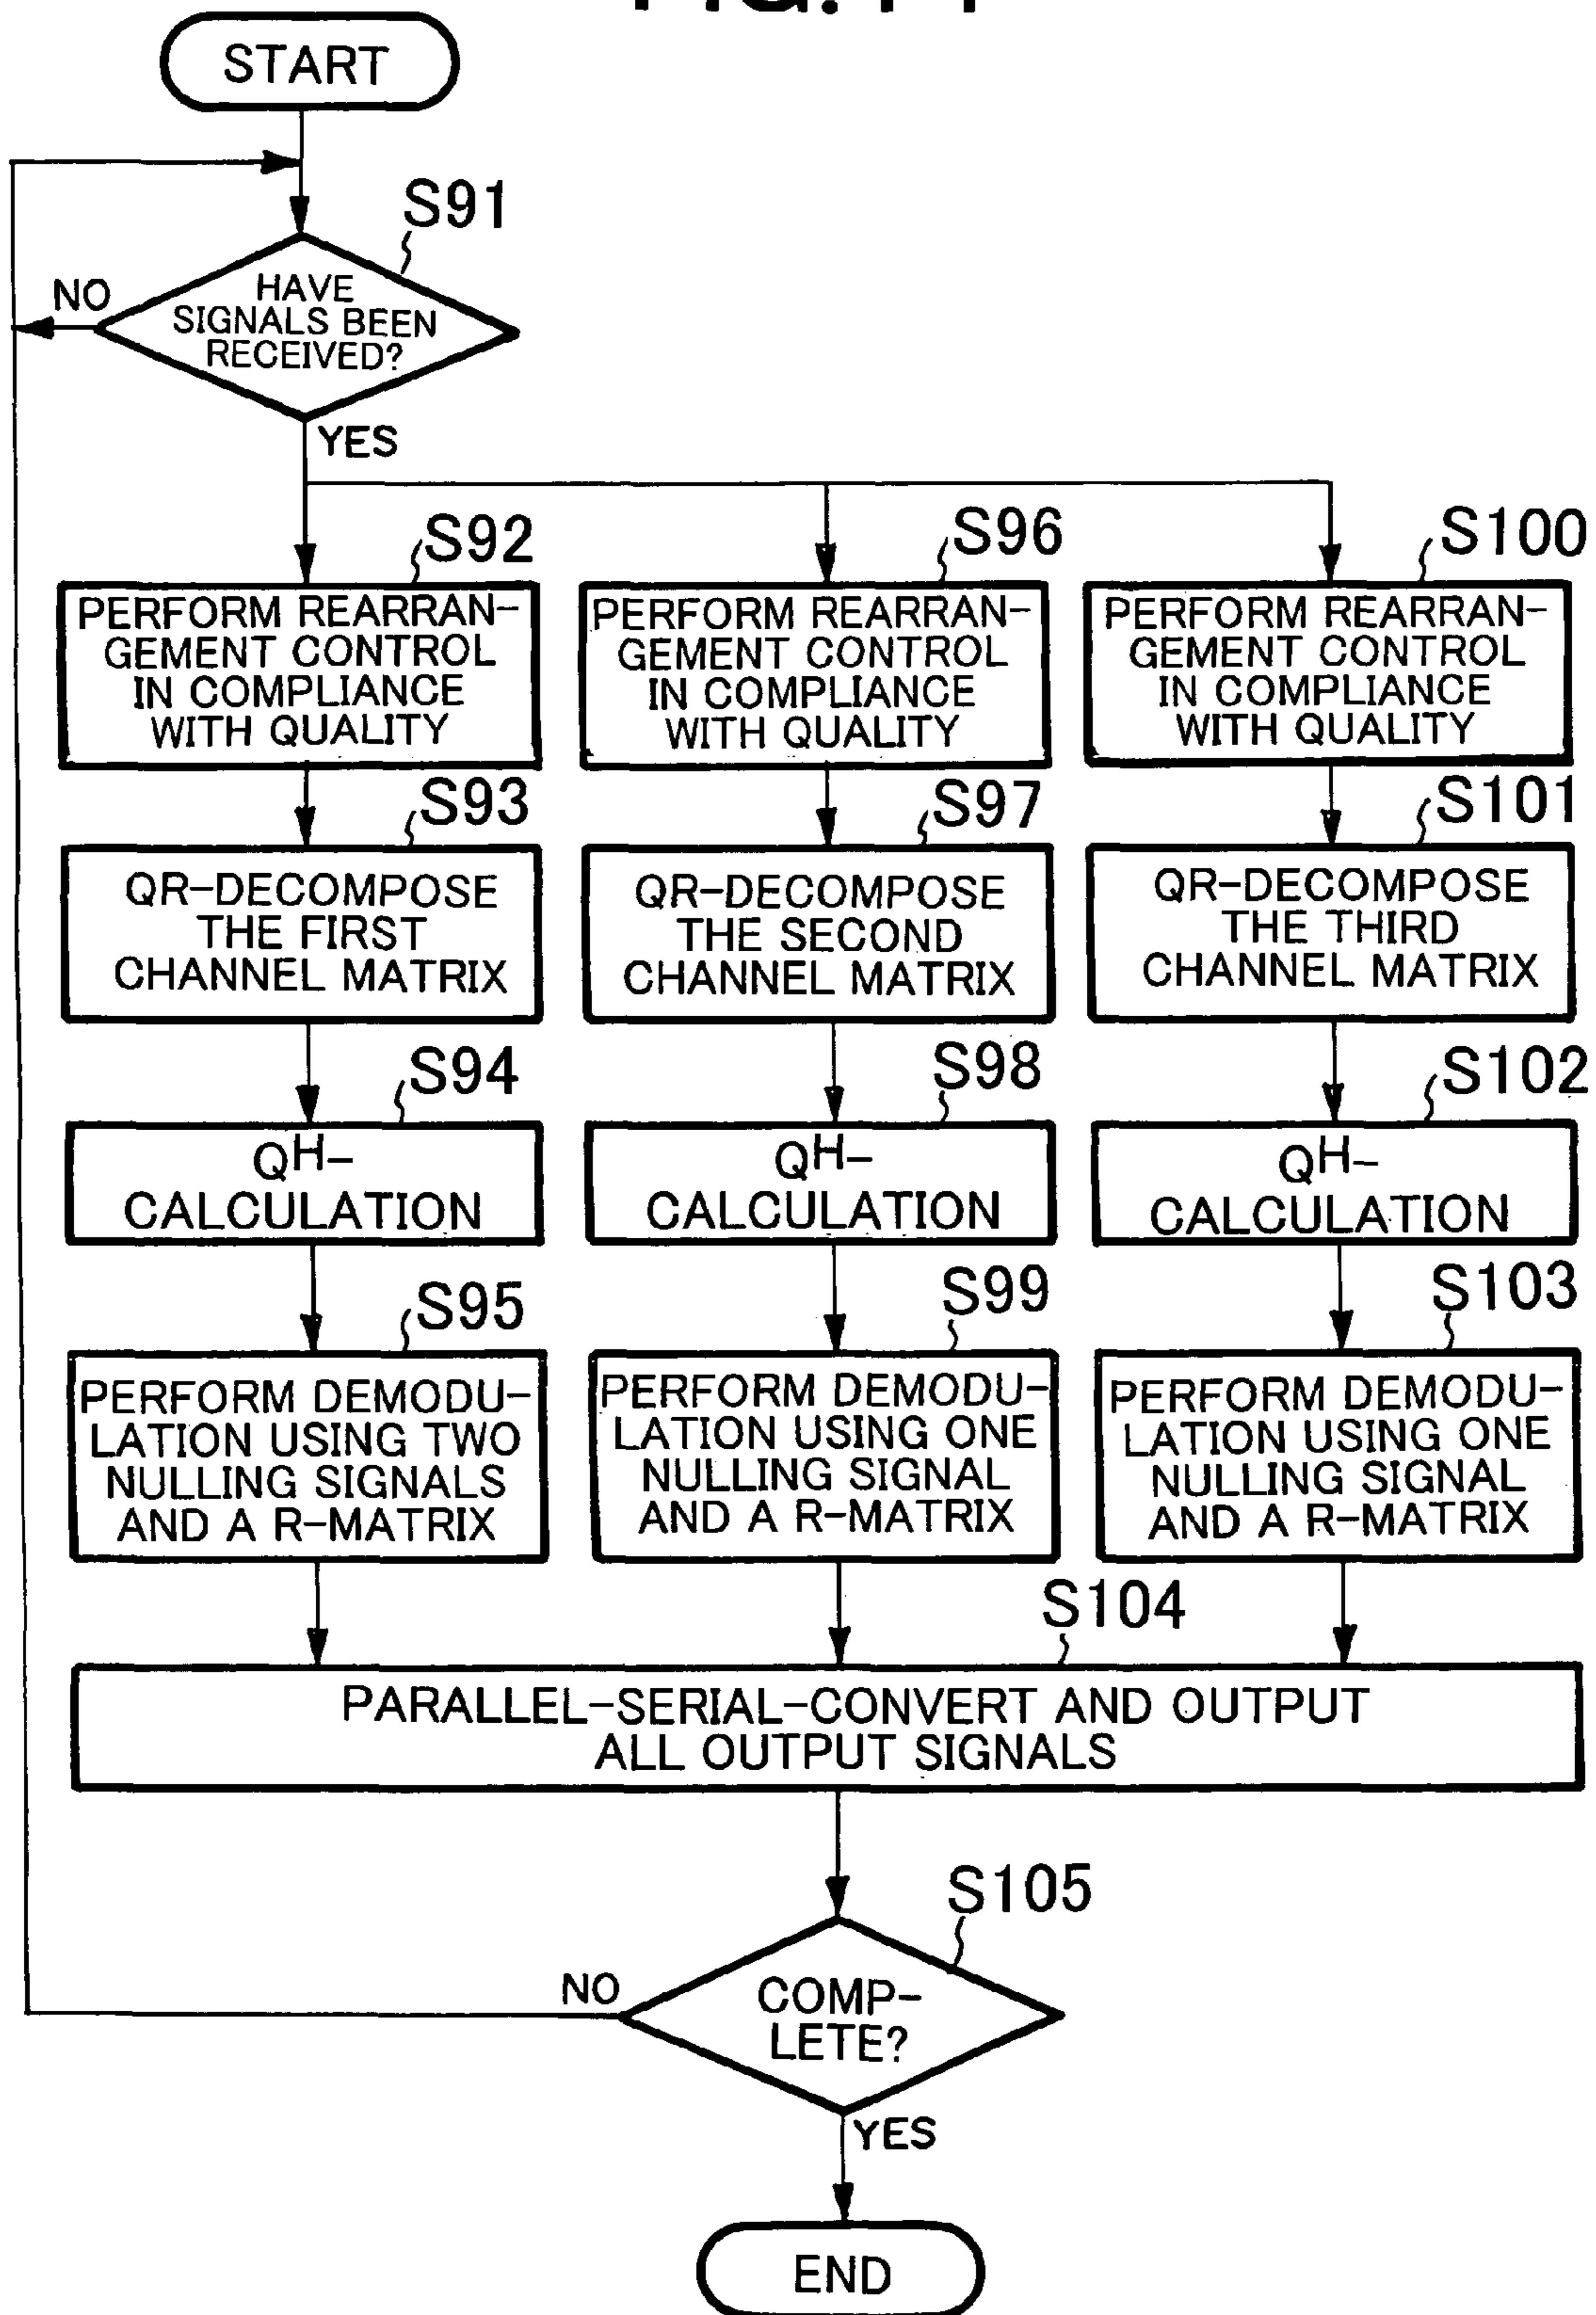 START
S91
HAVE
SIGNALS BEEN
RECEIVED?
NO
YES
S92
PERFORM REARRAN-
GEMENT CONTROL
IN COMPLIANCE
WITH QUALITY
S96
PERFORM REARRAN-
GEMENT CONTROL
IN COMPLIANCE
WITH QUALITY
S100
PERFORM REARRAN-
GEMENT CONTROL
IN COMPLIANCE
WITH QUALITY
S93
QR-DECOMPOSE
THE FIRST
CHANNEL MATRIX
S97
QR-DECOMPOSE
THE SECOND
CHANNEL MATRIX
S101
QR-DECOMPOSE
THE THIRD
CHANNEL MATRIX
S94
Qᴴ-
CALCULATION
S98
Qᴴ-
CALCULATION
S102
Qᴴ-
CALCULATION
S95
PERFORM DEMODU-
LATION USING TWO
NULLING SIGNALS
AND A R-MATRIX
S99
PERFORM DEMODU-
LATION USING ONE
NULLING SIGNAL
AND A R-MATRIX
S103
PERFORM DEMODU-
LATION USING ONE
NULLING SIGNAL
AND A R-MATRIX
S104
PARALLEL-SERIAL-CONVERT AND OUTPUT
ALL OUTPUT SIGNALS
S105
COMP-
LETE?
NO
YES
END